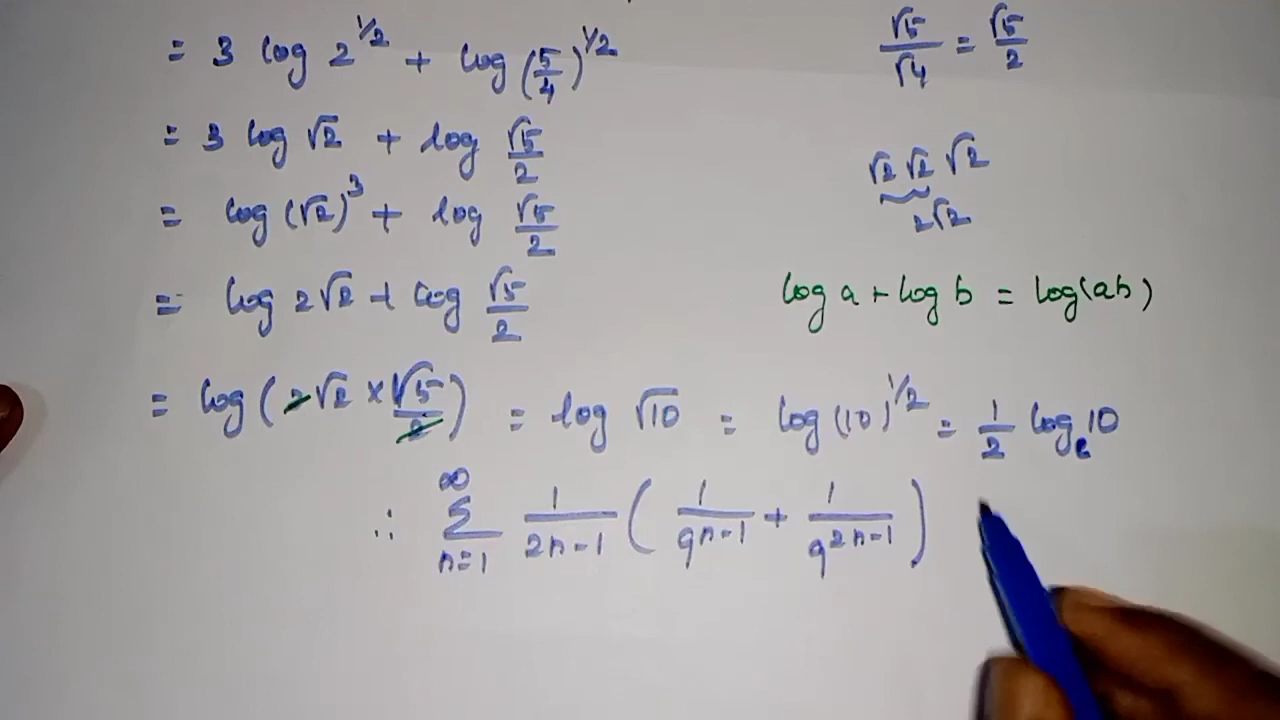 = 3 log 2^{1/2} + log (5/4)^{1/2}
√5/√4 = √5/2
= 3 log √2 + log √5/2
√2 √2 √2
2√2
= log (√2)^3 + log √5/2
= log 2√2 + log √5/2
log a + log b = log(ab)
= log (2√2 × √5/2) = log √10 = log (10)^{1/2} = 1/2 log_e 10
∴ ∑_{n=1}^{∞} 1/(2n-1) ( 1/9^{n-1} + 1/9^{2n-1} )